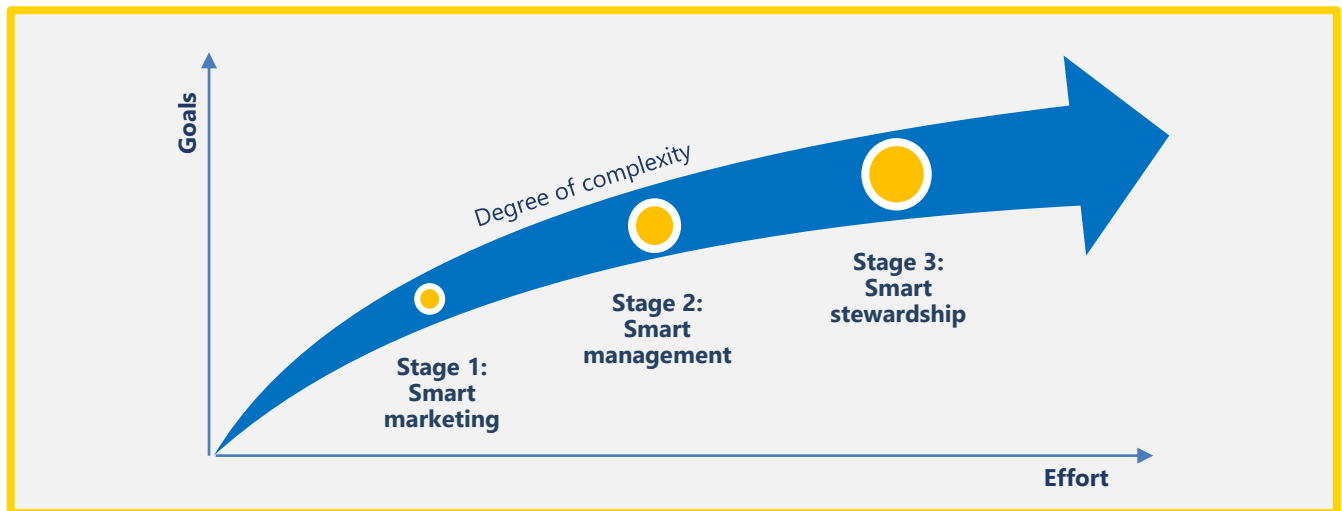 Goals
Degree of complexity
Stage 1:
Smart
marketing
Stage 2:
Smart
management
Stage 3:
Smart
stewardship
Effort